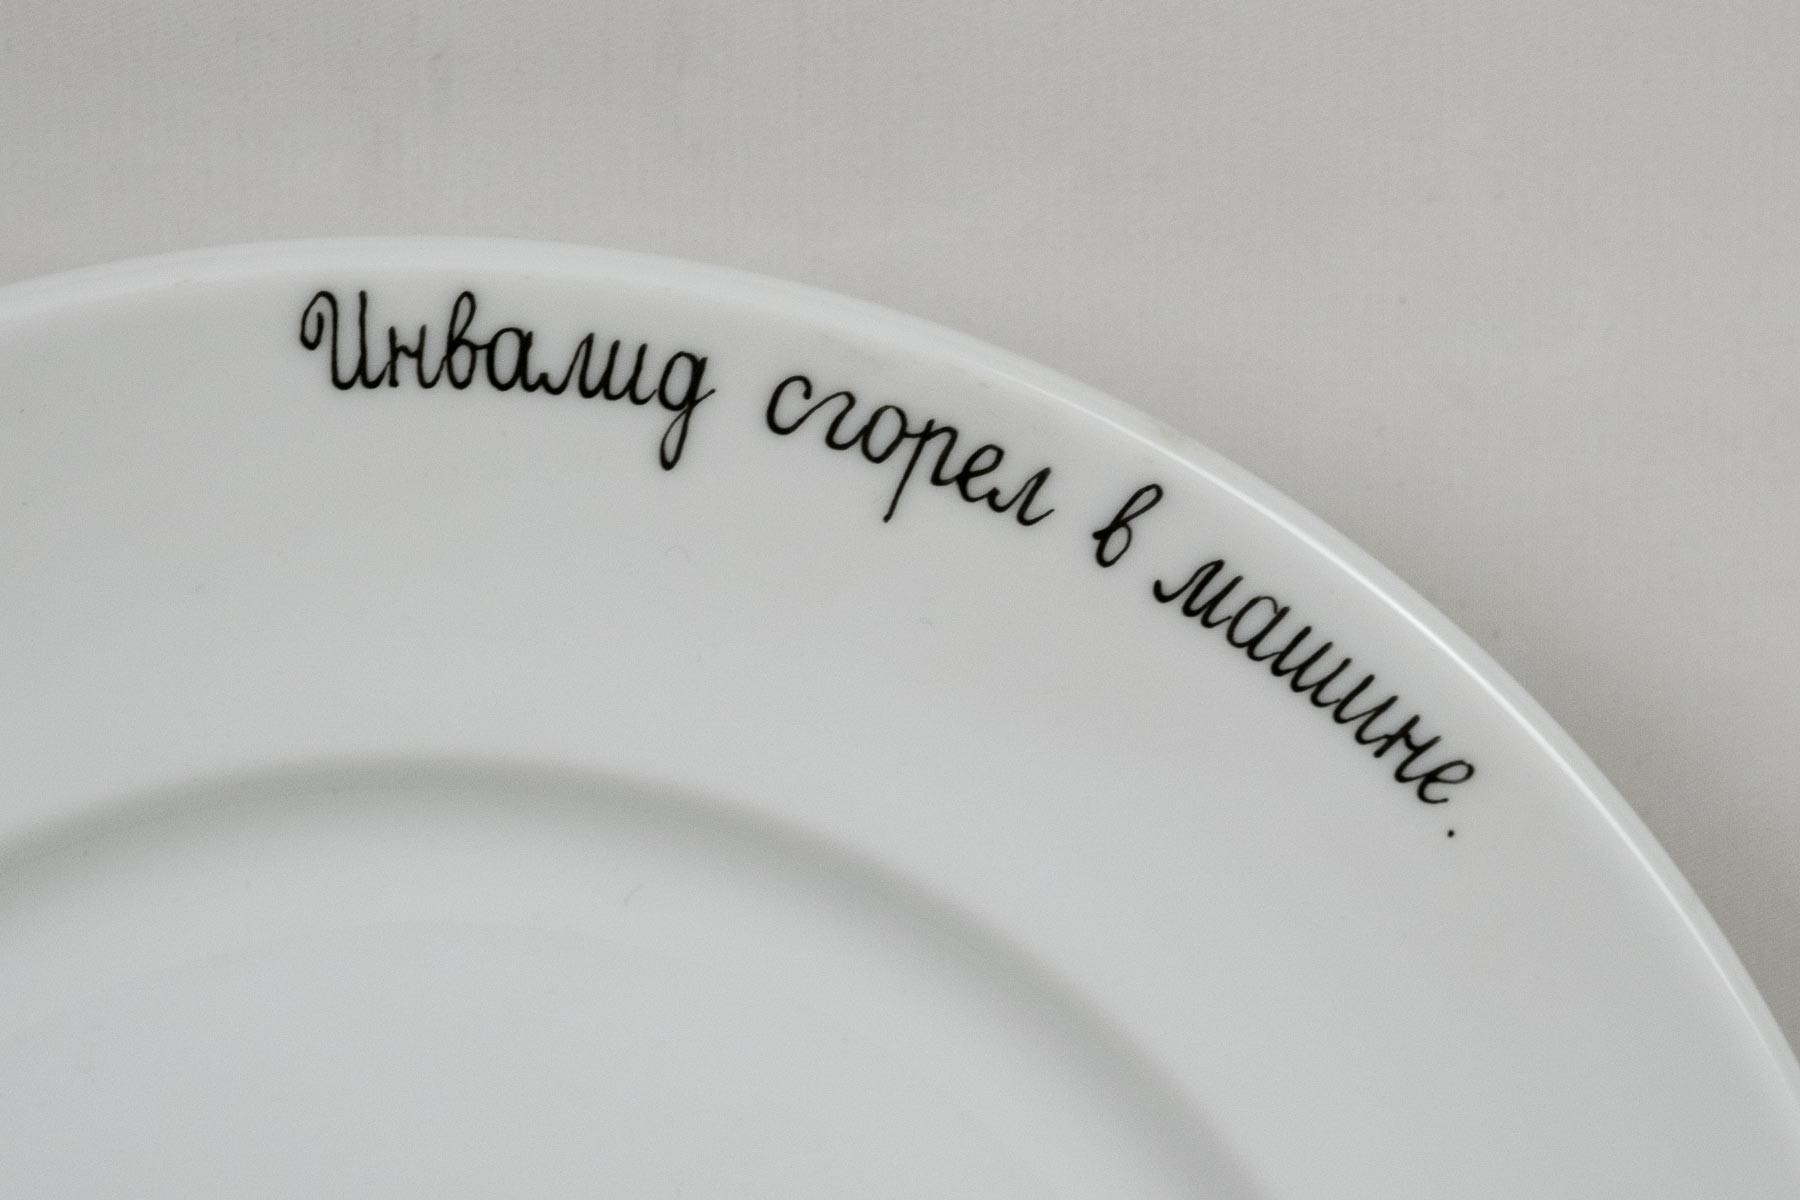 Инвалид сгорел в машине.